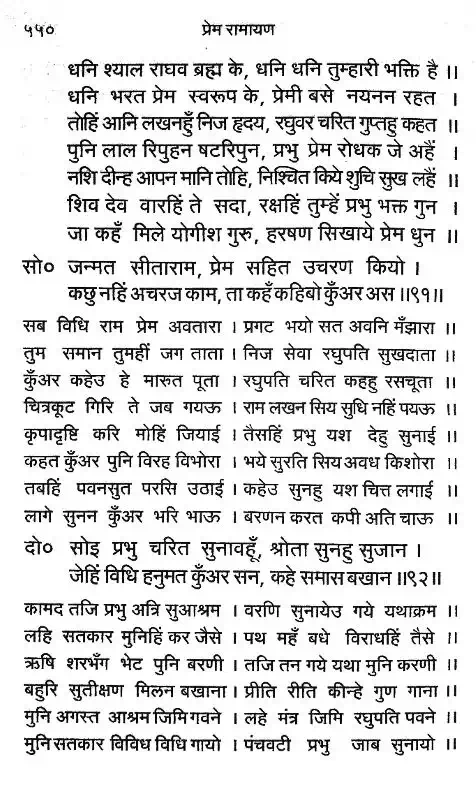 ५५० प्रेम रामायण
धनि श्याल राघव ब्रह्म के, धनि धनि तुम्हारी भक्ति है ।।
धनि भरत प्रेम स्वरूप के, प्रेमी बसे नयनन रहत ।
तोहिं आनि लखनहुँ निज हृदय, रघुवर चरित गुप्तहु कहत ।।
पुनि लाल रिपुहन षटरिपुन, प्रभु प्रेम रोधक जे अहैं ।
नशि दीन्ह आपन मानि तोहि, निश्चित किये शुचि सुख लहैं ।।
शिव देव वारहिं ते सदा, रक्षहिं तुम्हें प्रभु भक्त गुन ।
जा कहँ मिले योगीश गुरु, हरषण सिखाये प्रेम धुन ।।
सो० जन्मत सीताराम, प्रेम सहित उचरण कियो ।
कछु नहिं अचरज काम, ता कहँ कहिबो कुँअर अस ।।९१।।
सब विधि राम प्रेम अवतारा । प्रगट भयो सत अवनि मँझारा ।।
तुम समान तुमहीं जग ताता । निज सेवा रघुपति सुखदाता ।।
कुँअर कहेउ हे मारुत पूता । रघुपति चरित कहहु रसचूता ।।
चित्रकूट गिरि ते जब गयऊ । राम लखन सिय सुधि नहिं पयऊ ।।
कृपादृष्टि करि मोहिं जियाई । तैसहिं प्रभु यश देहु सुनाई ।।
कहत कुँअर पुनि विरह विभोरा । भये सुरति सिय अवध किशोरा ।।
तबहिं पवनसुत परसि उठाई । कहेउ सुनहु यश चित्त लगाई ।।
लागे सुनन कुँअर भरि भाऊ । बरणन करत कपी अति चाऊ ।।
दो० सोइ प्रभु चरित सुनावहूँ, श्रोता सुनहु सुजान ।
जेहिं विधि हनुमत कुँअर सन, कहे समास बखान ।।९२।।
कामद तजि प्रभु अत्रि सुआश्रम । वरणि सुनायेउ गये यथाक्रम ।।
लहि सतकार मुनिहिं कर जैसे । पथ महँ बधे विराधहिं तैसे ।।
ऋषि शरभँग भेट पुनि बरणी । तजि तन गये यथा मुनि करणी ।।
बहुरि सुतीक्षण मिलन बखाना । प्रीति रीति कीन्हे गुण गाना ।।
मुनि अगस्त आश्रम जिमि गवने । लहे मंत्र जिमि रघुपति पवने ।।
मुनि सतकार विविध विधि गायो । पंचवटी प्रभु जाब सुनायो ।।